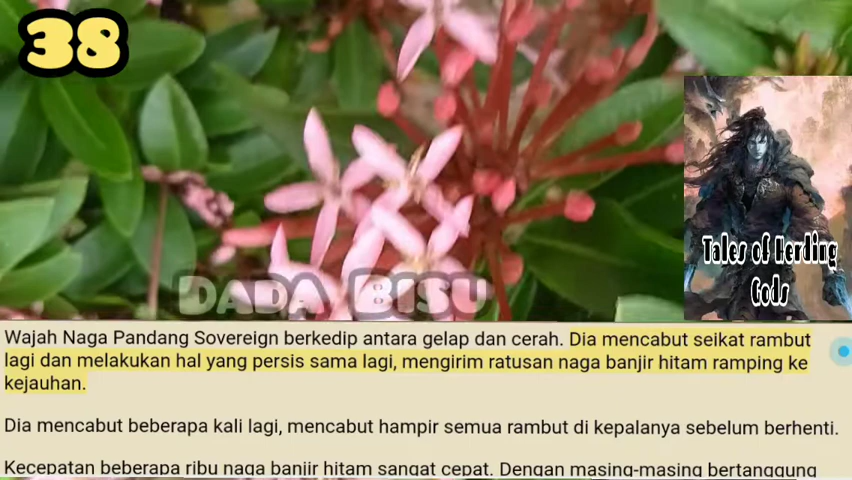 38
Tales of Herding
Gods
DADA BISU
Wajah Naga Pandang Sovereign berkedip antara gelap dan cerah. Dia mencabut seikat rambut
lagi dan melakukan hal yang persis sama lagi, mengirim ratusan naga banjir hitam ramping ke
kejauhan.
Dia mencabut beberapa kali lagi, mencabut hampir semua rambut di kepalanya sebelum berhenti.
Kecepatan beberapa ribu naga banjir hitam sangat cepat. Dengan masing-masing bertanggung